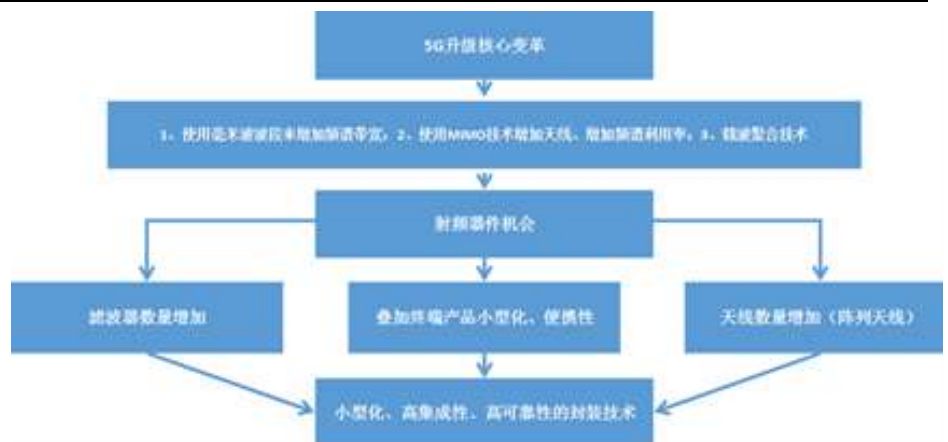 5G升级核心变革
1、使用毫米波波段来增加频谱带宽，2、使用MIMO技术增加天线、增加频谱利用率，3、载波聚合技术
射频器件机会
滤波器数量增加
叠加终端产品小型化、便携性
天线数量增加（阵列天线）
小型化、高集成性、高可靠性的封装技术